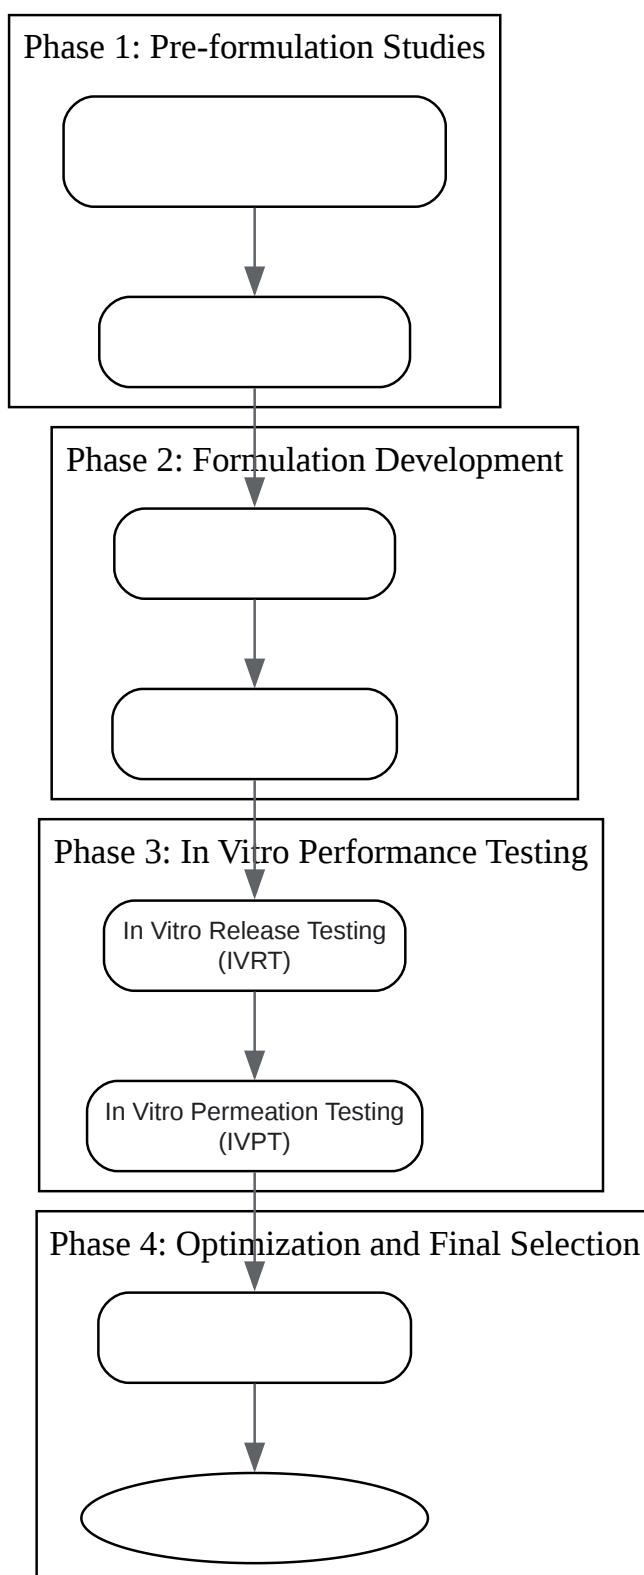 Phase 1: Pre-formulation Studies
Phase 2: Formulation Development
Phase 3: In Vitro Performance Testing
In Vitro Release Testing
(IVRT)
In Vitro Permeation Testing
(IVPT)
Phase 4: Optimization and Final Selection